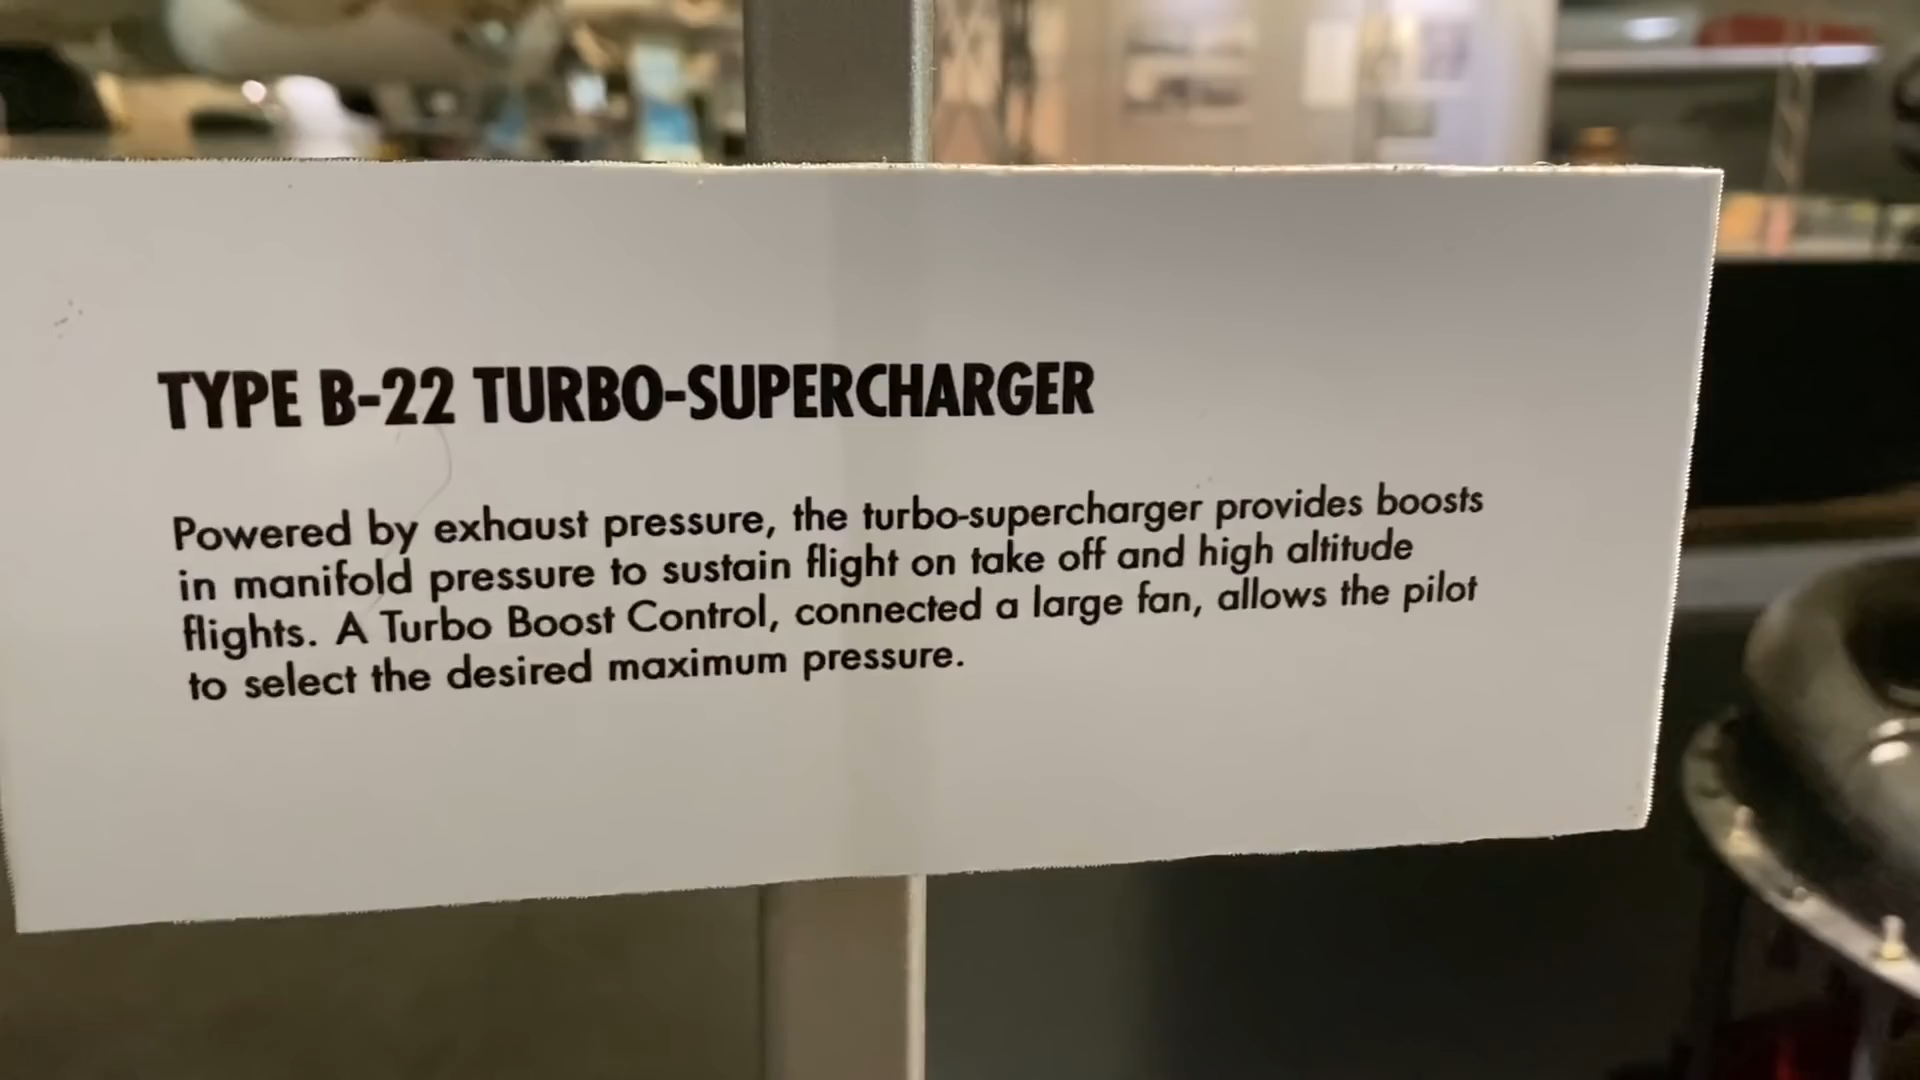 TYPE B-22 TURBO-SUPERCHARGER
Powered by exhaust pressure, the turbo-supercharger provides boosts
in manifold pressure to sustain flight on take off and high altitude
flights. A Turbo Boost Control, connected a large fan, allows the pilot
to select the desired maximum pressure.